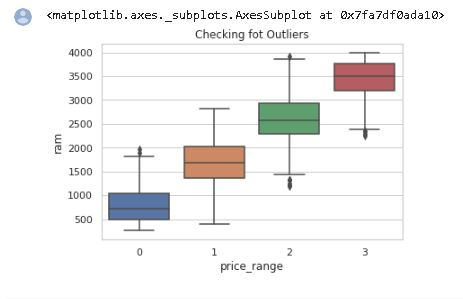 <matplotlib.axes._subplots.AxesSubplot at 0x7fa7df0ada10>
Checking fot Outliers
4000
3500
3000
2500
2000
1500
1000
500
ram
0 1 2 3
price_range